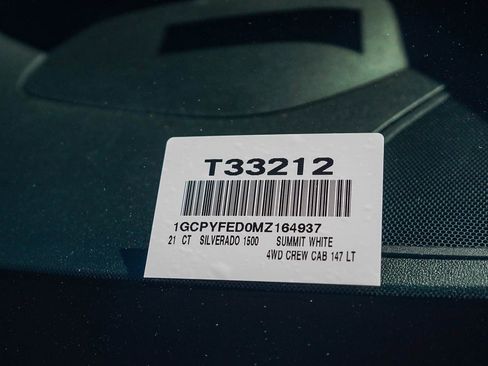 T33212
1GCPYFED0MZ164937
21 CT SILVERADO 1500 SUMMIT WHITE
4WD CREW CAB 147 LT